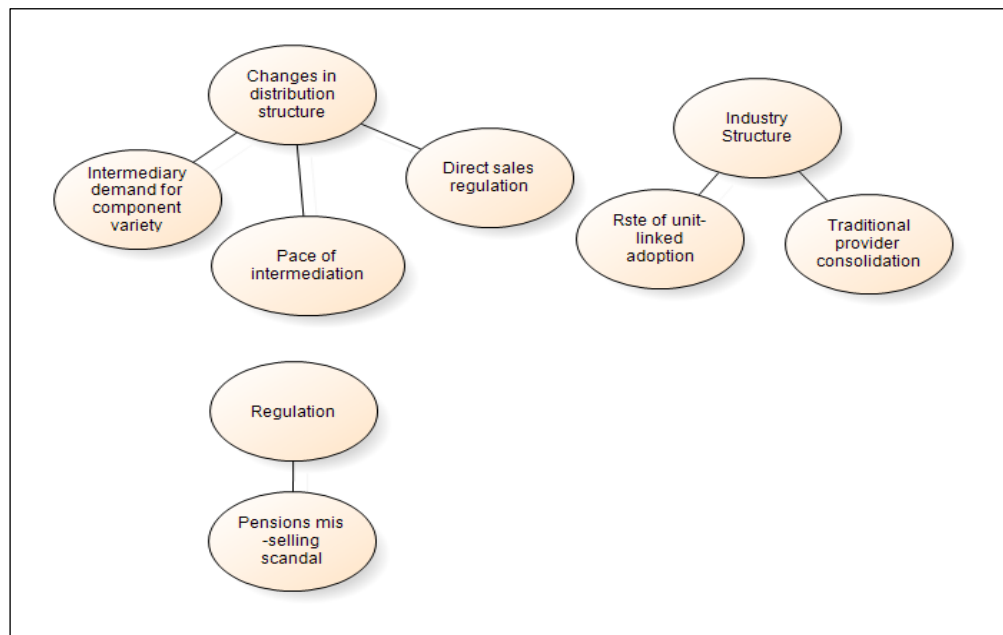 Changes in
distribution
structure
Intermediary
demand for
component
variety
Pace of
intermediation
Direct sales
regulation
Industry
Structure
Rste of unit-
linked
adoption
Traditional
provider
consolidation
Regulation
Pensions mis
-selling
scandal